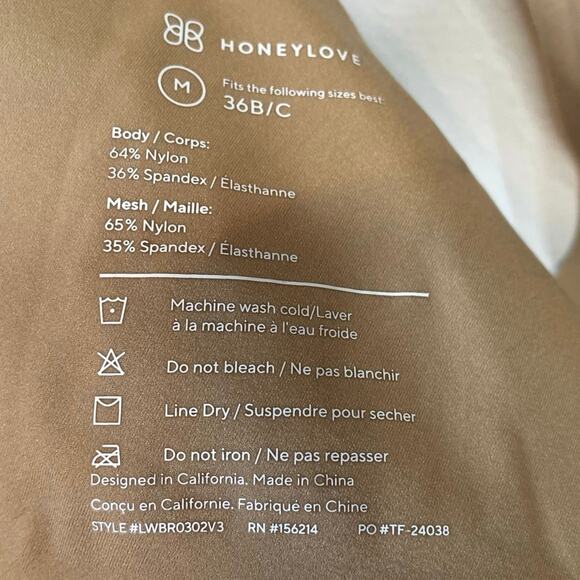 HONEYLOVE
M
Fits the following sizes best:
36B/C
Body / Corps:
64% Nylon
36% Spandex / Élasthanne
Mesh / Maille:
65% Nylon
35% Spandex / Élasthanne
Machine wash cold/Laver
à la machine à l'eau froide
Do not bleach / Ne pas blanchir
Line Dry / Suspendre pour sécher
Do not iron / Ne pas repasser
Designed in California. Made in China
Conçu en Californie. Fabriqué en Chine
STYLE #LWBR0302V3 RN #156214 PO #TF-24038